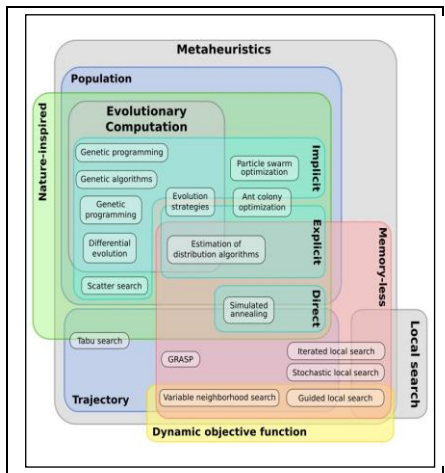 Metaheuristics
Population
Nature-inspired
Evolutionary
Computation
Genetic programming
Genetic algorithms
Genetic
programming
Differential
evolution
Scatter search
Evolution
strategies
Particle swarm
optimization
Ant colony
optimization
Implicit
Estimation of
distribution algorithms
Explicit
Simulated
annealing
Direct
Memory-less
Local search
Tabu search
GRASP
Iterated local search
Stochastic local search
Variable neighborhood search
Guided local search
Trajectory
Dynamic objective function